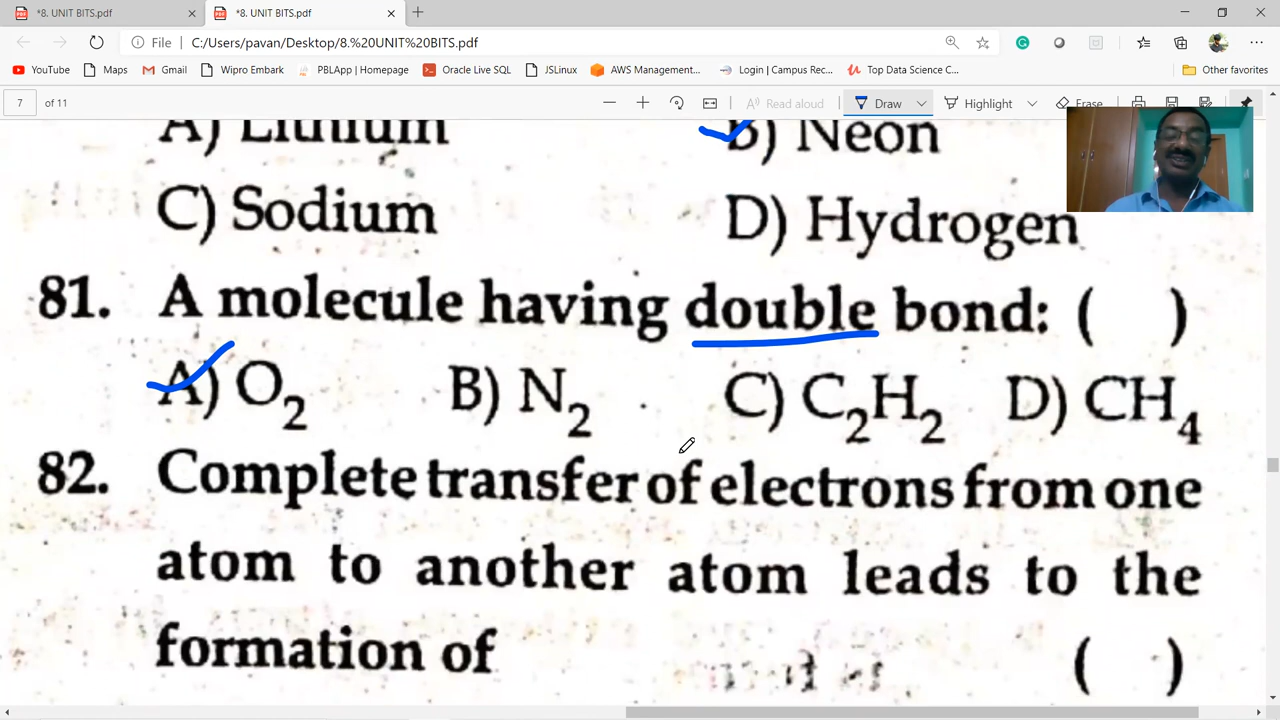 *8. UNIT BITS.pdf
*8. UNIT BITS.pdf
File C:/Users/pavan/Desktop/8.%20UNIT%20BITS.pdf
YouTube Maps Gmail Wipro Embark PBLApp | Homepage Oracle Live SQL JSLinux AWS Management... Login | Campus Rec... Top Data Science C... Other favorites
7 of 11 Read aloud Draw Highlight Erase
A) Lithium B) Neon
C) Sodium D) Hydrogen
81. A molecule having double bond: ( )
A) O2 B) N2 C) C2H2 D) CH4
82. Complete transfer of electrons from one
atom to another atom leads to the
formation of ( )